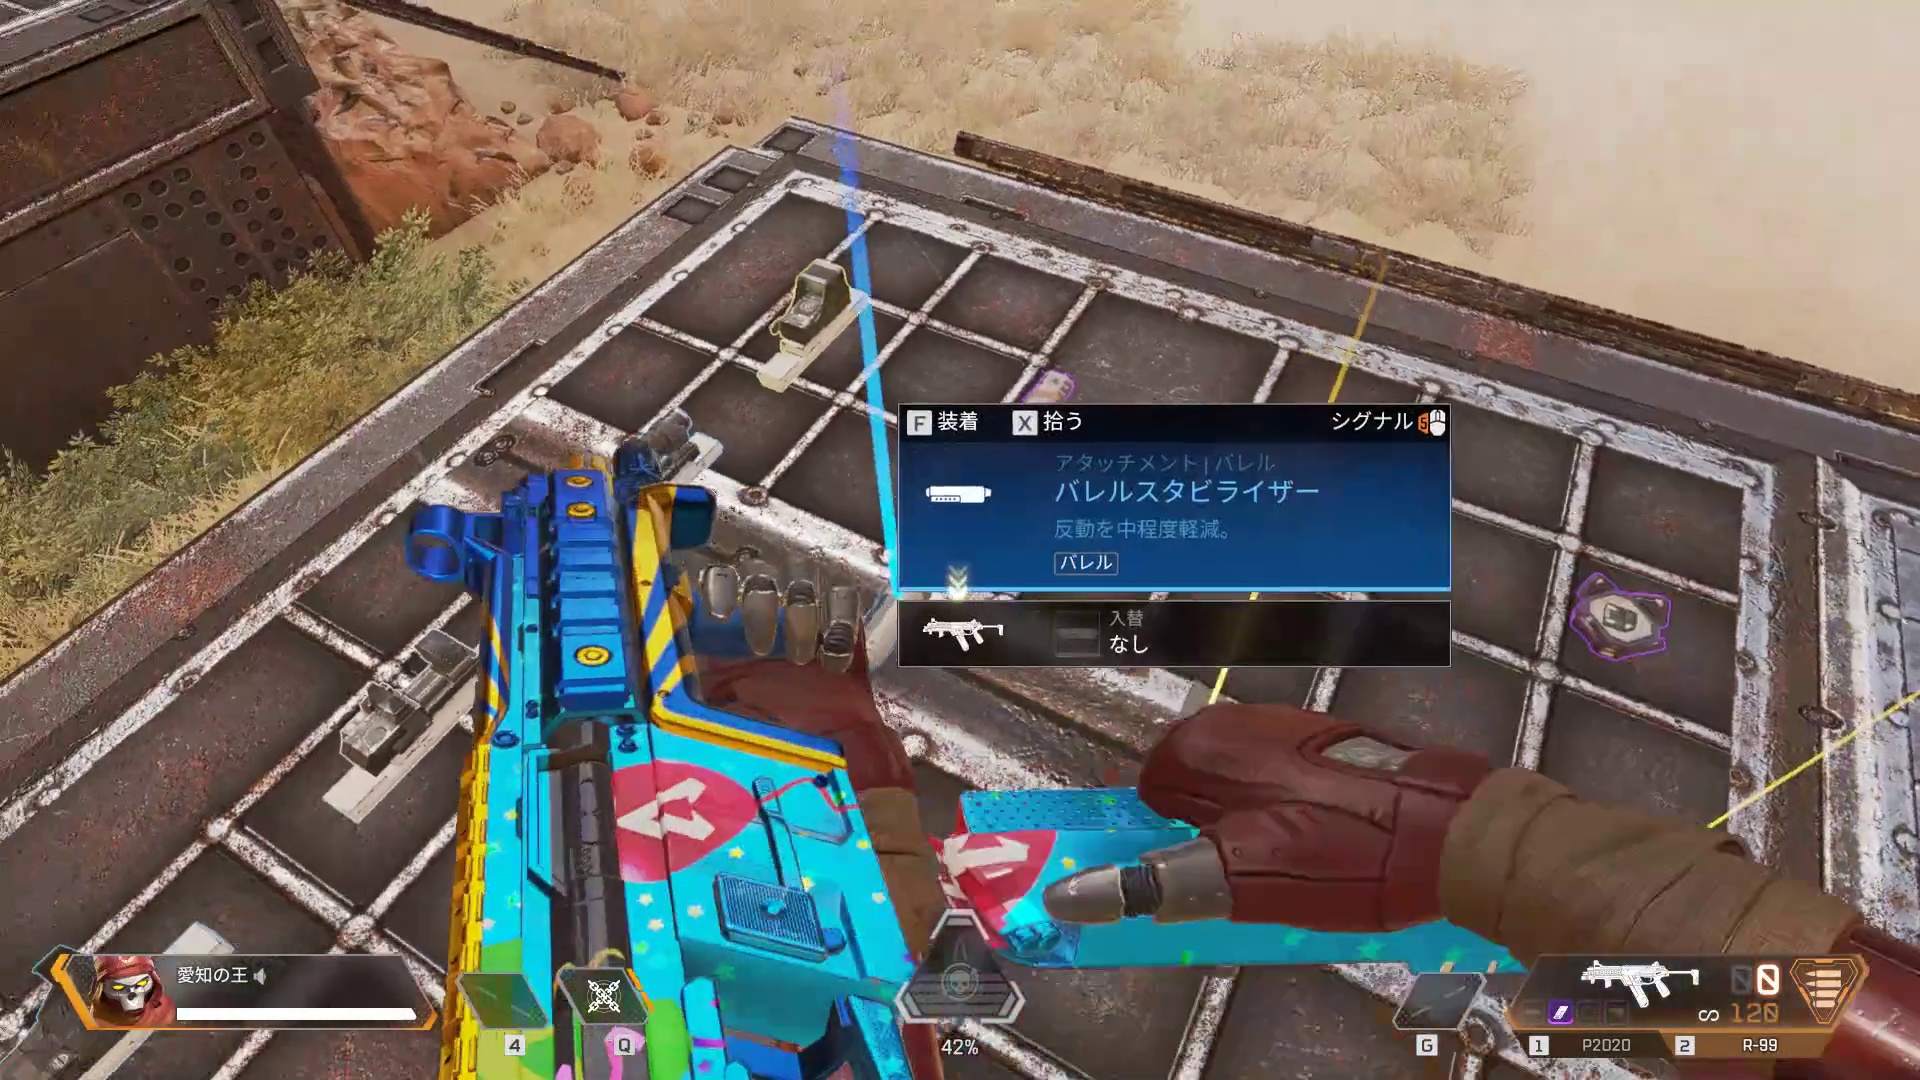 F 装着 X 拾う シグナル 5
アタッチメント | バレル
バレルスタビライザー
反動を中程度軽減。
バレル
入替
なし
愛知の王
4
Q
42%
G
00
∞ 120
1 P2020 2 R-99